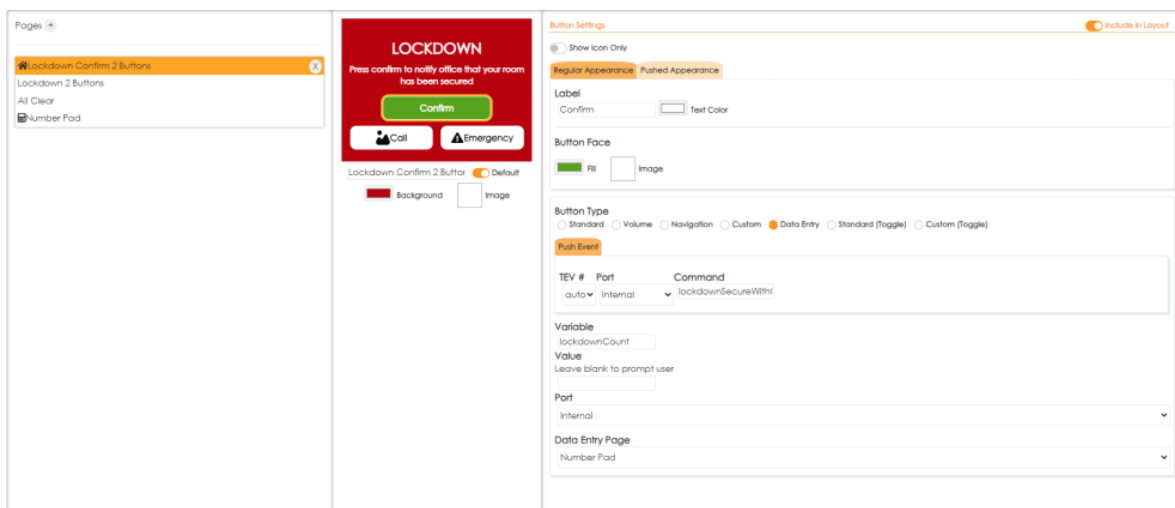 Pages +
Lockdown Confirm 2 Buttons X
Lockdown 2 Buttons
All Clear
Number Pad
LOCKDOWN
Press confirm to notify office that your room
has been secured
Confirm
Call Emergency
Lockdown Confirm 2 Buttor Default
Background Image
Button Settings Include In Layout
Show Icon Only
Regular Appearance Pushed Appearance
Label
Confirm Text Color
Button Face
Fill Image
Button Type
Standard Volume Navigation Custom Data Entry Standard (Toggle) Custom (Toggle)
Push Event
TEV # Port Command
auto Internal lockdownSecureWith
Variable
lockdownCount
Value
Leave blank to prompt user
Port
Internal
Data Entry Page
Number Pad